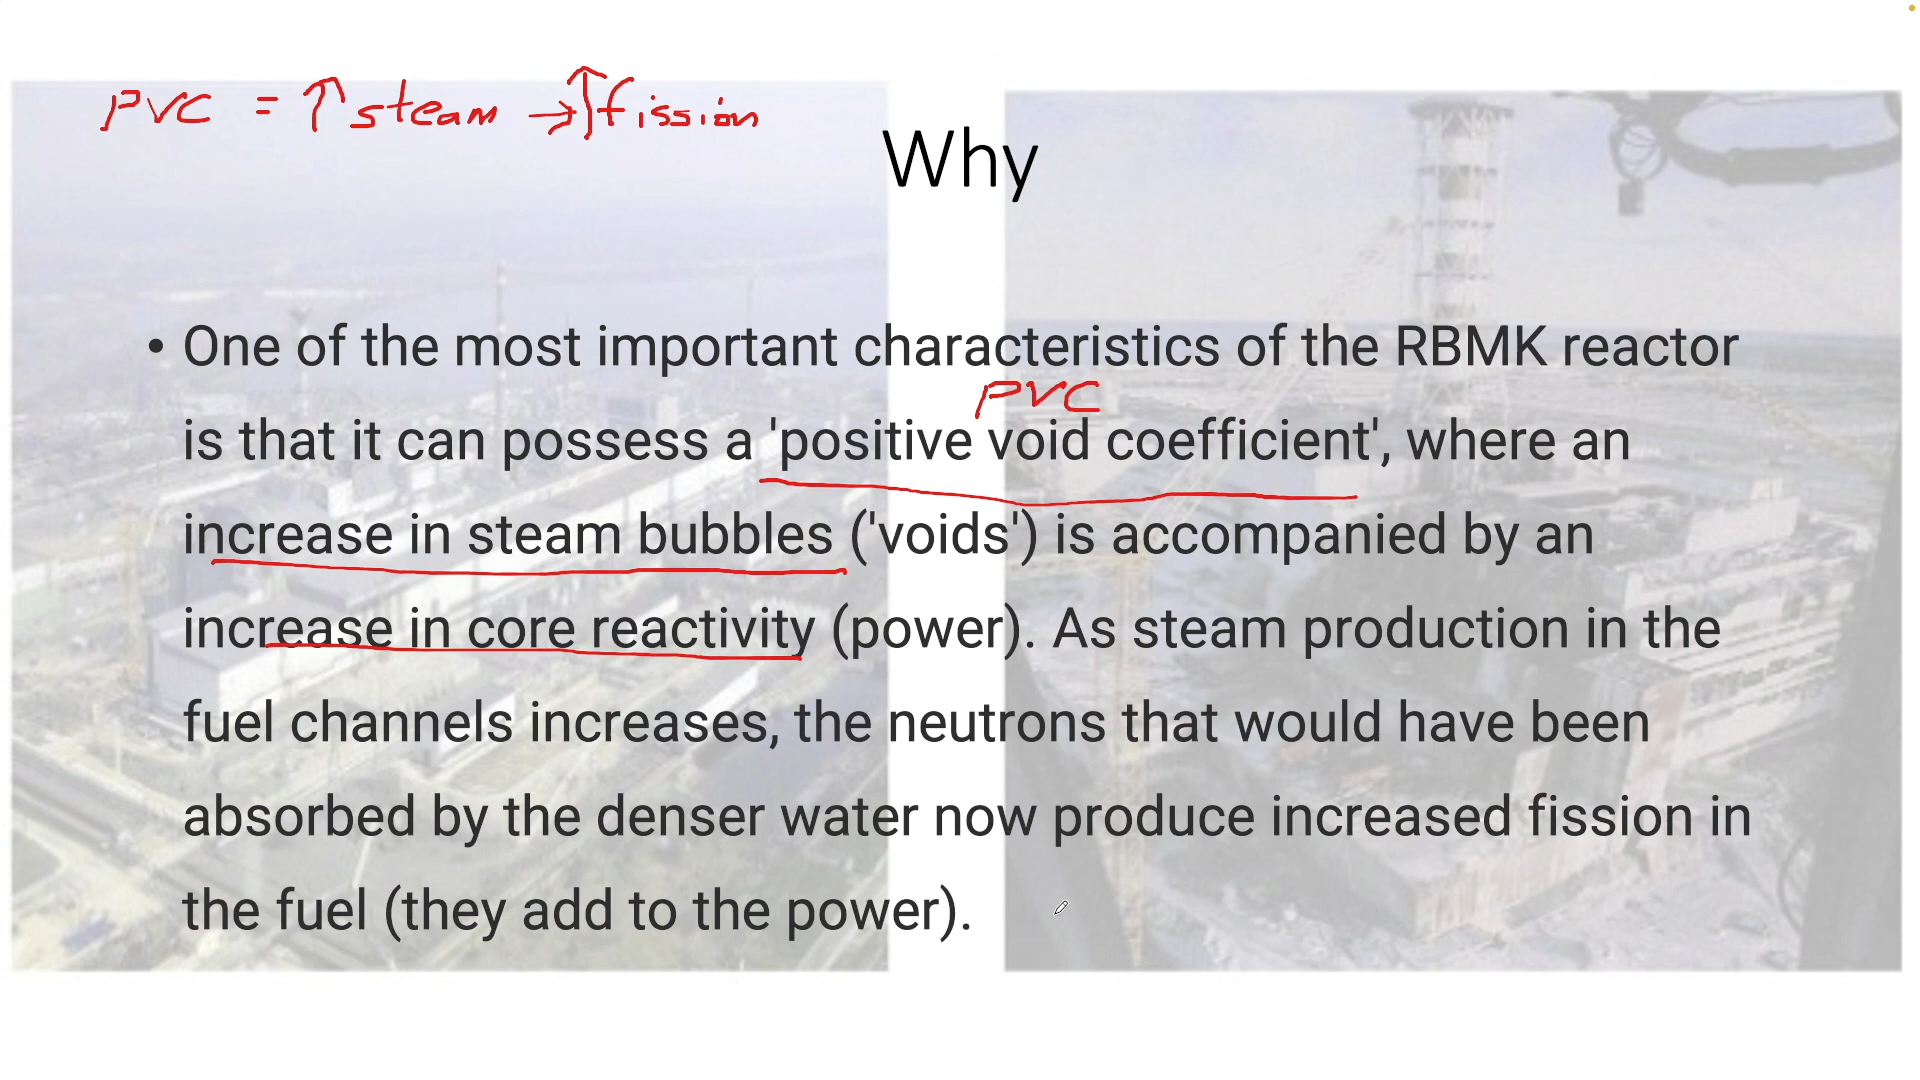 PVC = ↑ steam → ↑ fission
Why
• One of the most important characteristics of the RBMK reactor
PVC
is that it can possess a 'positive void coefficient', where an
increase in steam bubbles ('voids') is accompanied by an
increase in core reactivity (power). As steam production in the
fuel channels increases, the neutrons that would have been
absorbed by the denser water now produce increased fission in
the fuel (they add to the power).